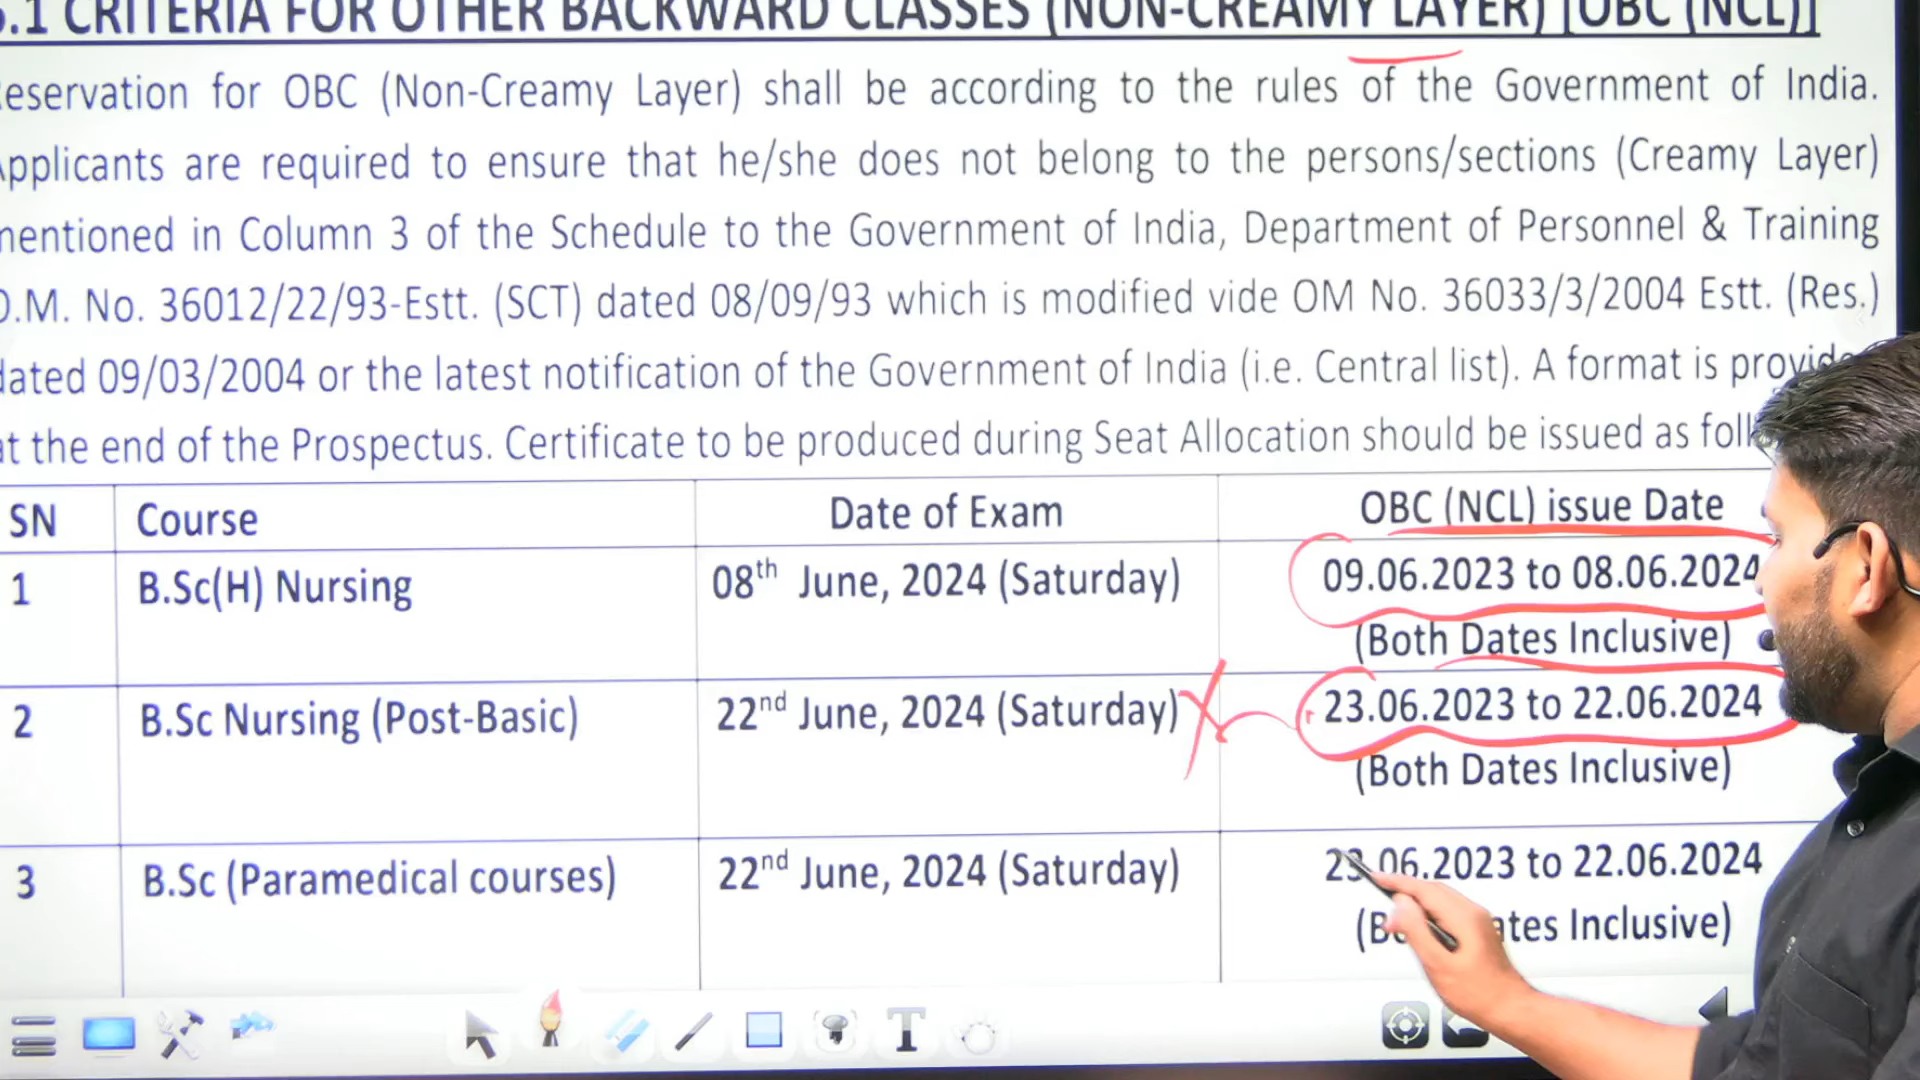 .1 CRITERIA FOR OTHER BACKWARD CLASSES (NON-CREAMY LAYER) [OBC (NCL)]
eservation for OBC (Non-Creamy Layer) shall be according to the rules of the Government of India.
pplicants are required to ensure that he/she does not belong to the persons/sections (Creamy Layer)
mentioned in Column 3 of the Schedule to the Government of India, Department of Personnel & Training
O.M. No. 36012/22/93-Estt. (SCT) dated 08/09/93 which is modified vide OM No. 36033/3/2004 Estt. (Res.)
dated 09/03/2004 or the latest notification of the Government of India (i.e. Central list). A format is provide
at the end of the Prospectus. Certificate to be produced during Seat Allocation should be issued as foll
SN Course Date of Exam OBC (NCL) issue Date
1 B.Sc(H) Nursing 08th June, 2024 (Saturday) 09.06.2023 to 08.06.2024
(Both Dates Inclusive)
2 B.Sc Nursing (Post-Basic) 22nd June, 2024 (Saturday) 23.06.2023 to 22.06.2024
(Both Dates Inclusive)
3 B.Sc (Paramedical courses) 22nd June, 2024 (Saturday) 23.06.2023 to 22.06.2024
(B ates Inclusive)
T